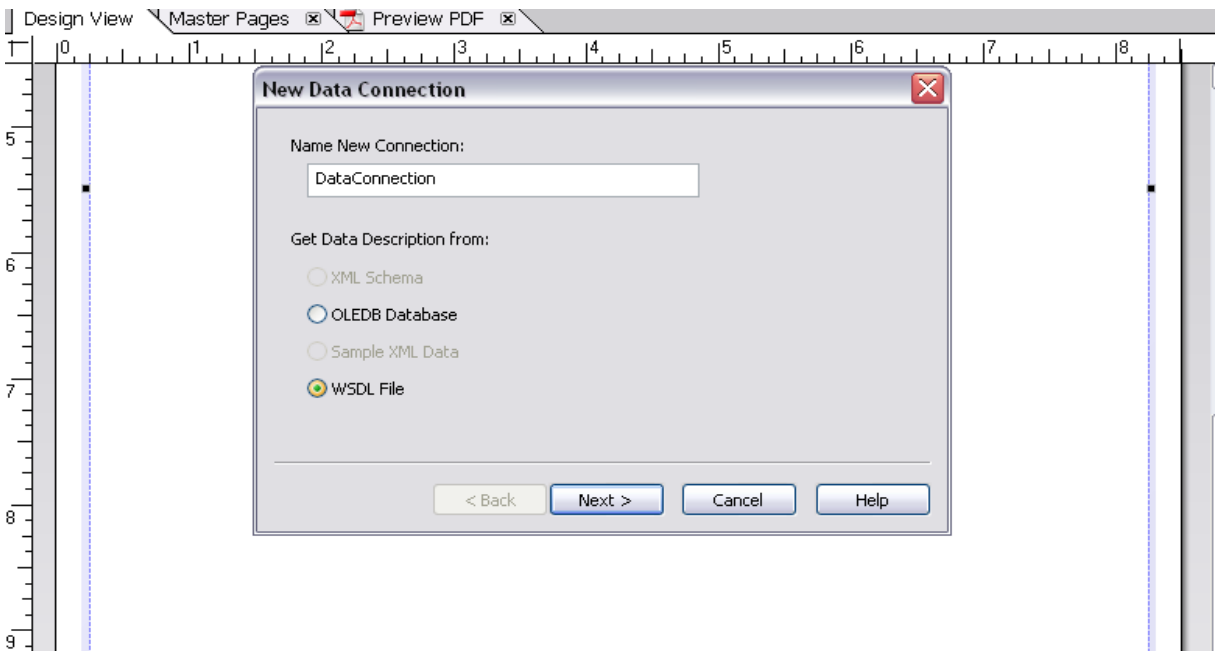 Design View Master Pages Preview PDF
0 1 2 3 4 5 6 7 8
New Data Connection
Name New Connection:
5
DataConnection
Get Data Description from:
6
XML Schema
OLEDB Database
Sample XML Data
7
WSDL File
< Back Next > Cancel Help
8
9